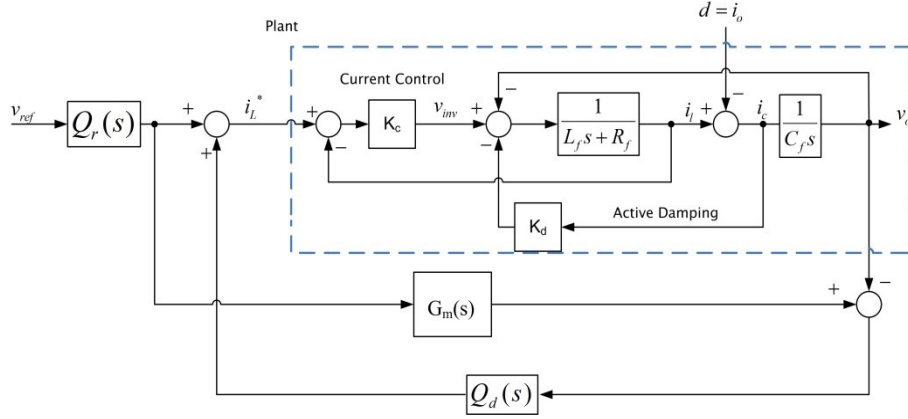 Plant
d = i_o
Current Control
v_ref
Q_r(s)
+
+
i_L^*
+
−
K_c
v_inv
+
−
−
1
L_f s + R_f
i_l
+
−
i_c
1
C_f s
v_o
K_d
Active Damping
G_m(s)
+
−
Q_d(s)